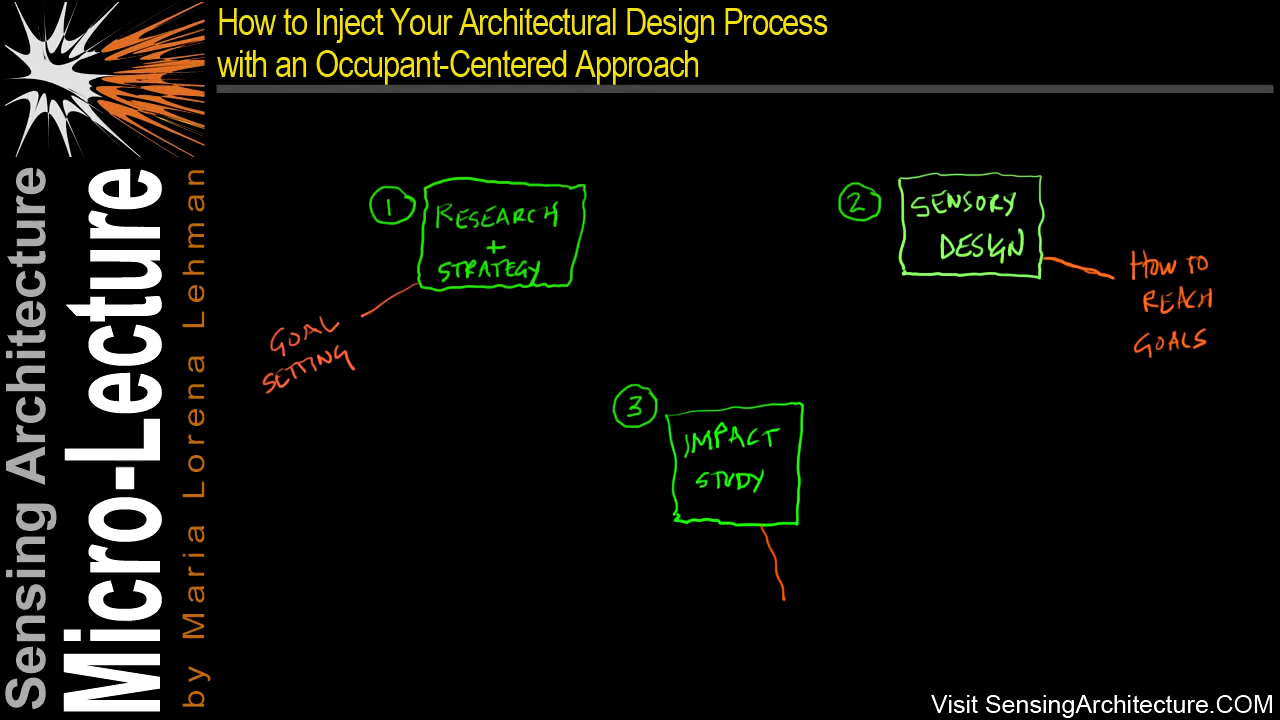 How to Inject Your Architectural Design Process
with an Occupant-Centered Approach
Sensing Architecture
Micro-Lecture
by Maria Lorena Lehman
1
RESEARCH
+
STRATEGY
GOAL
SETTING
2
SENSORY
DESIGN
HOW TO
REACH
GOALS
3
IMPACT
STUDY
Visit SensingArchitecture.COM